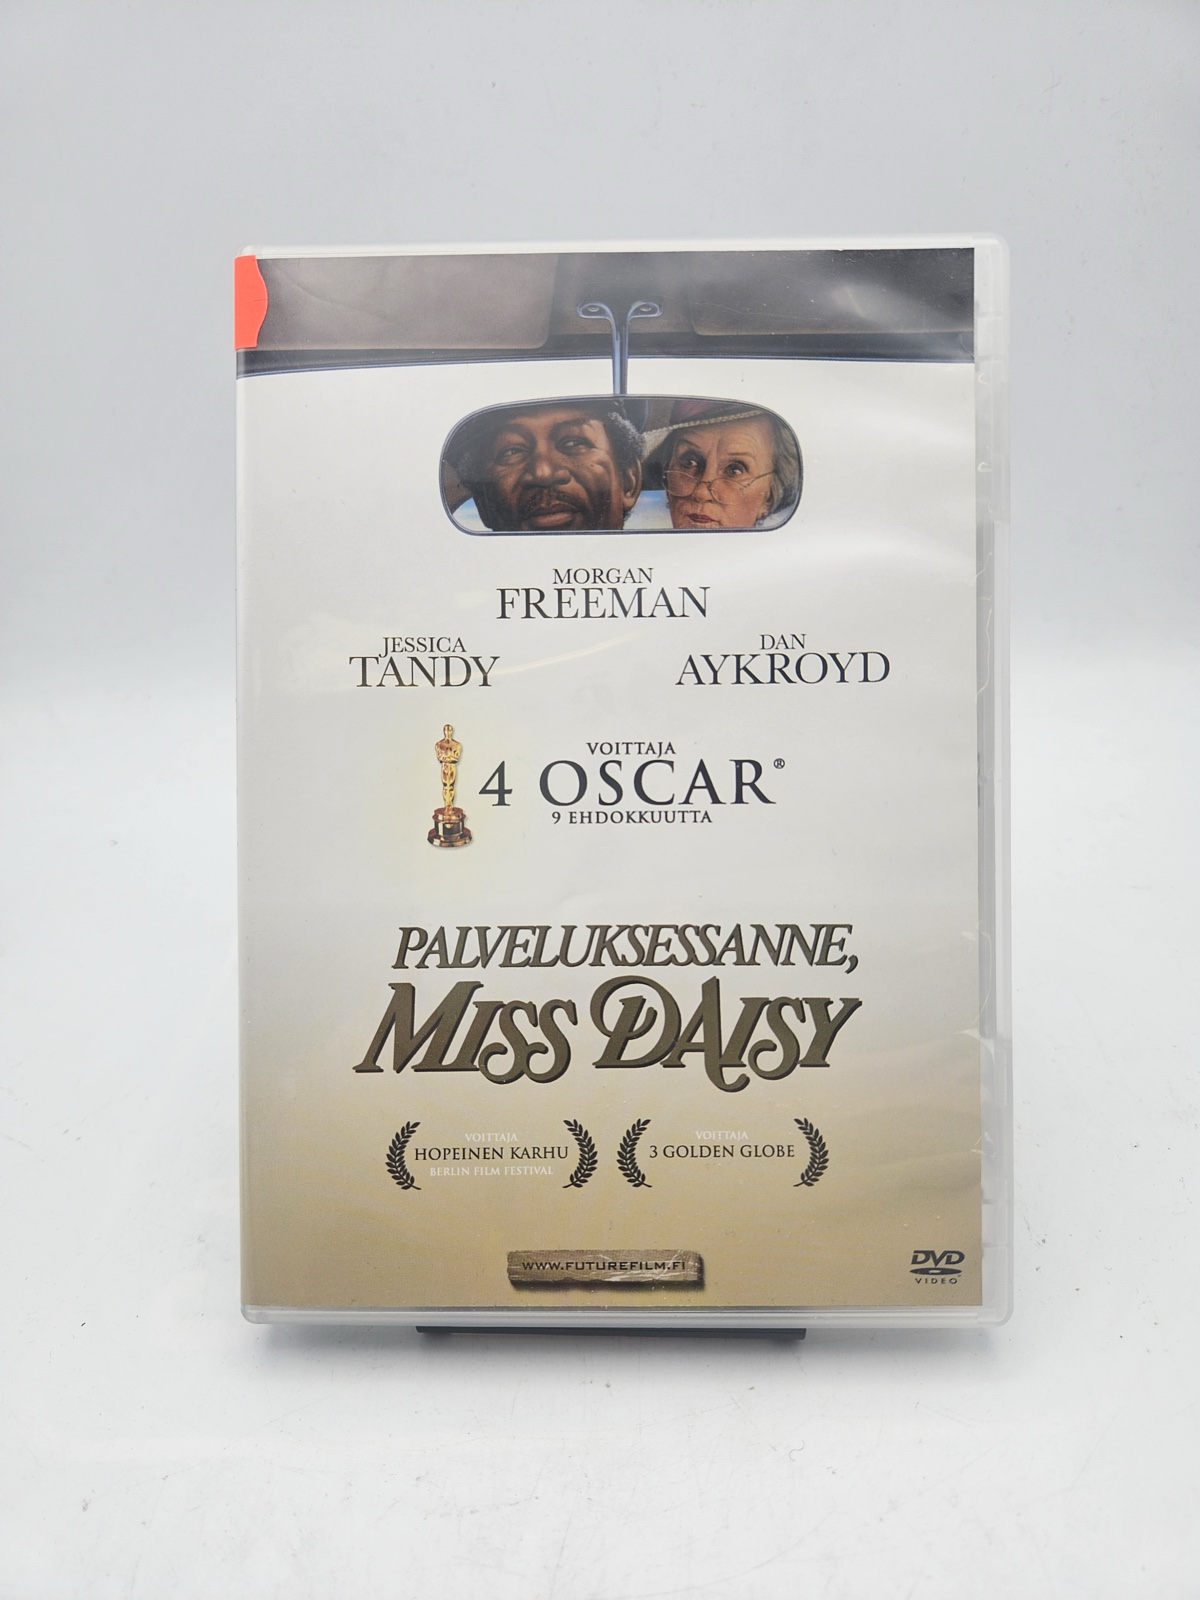 MORGAN
FREEMAN
JESSICA
TANDY
DAN
AYKROYD
VOITTAJA
4 OSCAR®
9 EHDOKKUUTTA
PALVELUKSESSANNE,
MISS DAISY
VOITTAJA
HOPEINEN KARHU
BERLIN FILM FESTIVAL
VOITTAJA
3 GOLDEN GLOBE
WWW.FUTUREFILM.FI
DVD
VIDEO